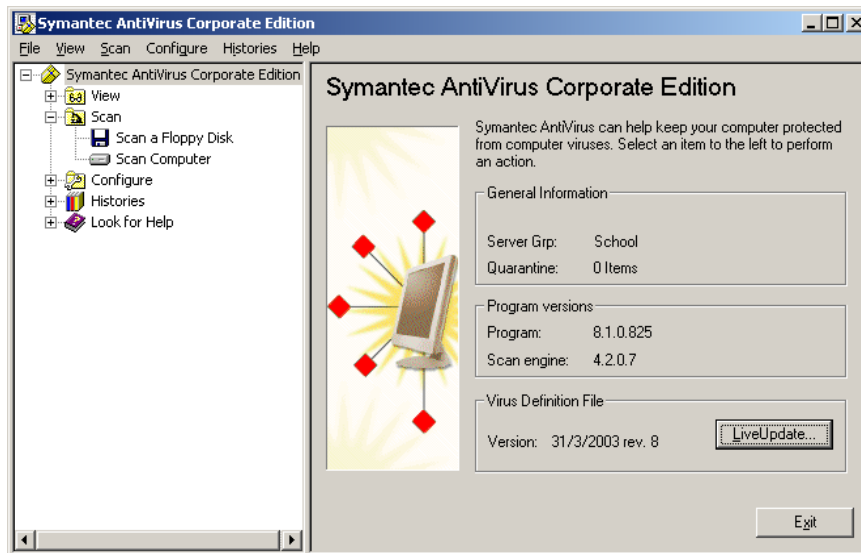 Symantec AntiVirus Corporate Edition
File View Scan Configure Histories Help
Symantec AntiVirus Corporate Edition
View
Scan
Scan a Floppy Disk
Scan Computer
Configure
Histories
Look for Help
Symantec AntiVirus Corporate Edition
Symantec AntiVirus can help keep your computer protected
from computer viruses. Select an item to the left to perform
an action.
General Information
Server Grp: School
Quarantine: 0 Items
Program versions
Program: 8.1.0.825
Scan engine: 4.2.0.7
Virus Definition File
Version: 31/3/2003 rev. 8
LiveUpdate...
Exit